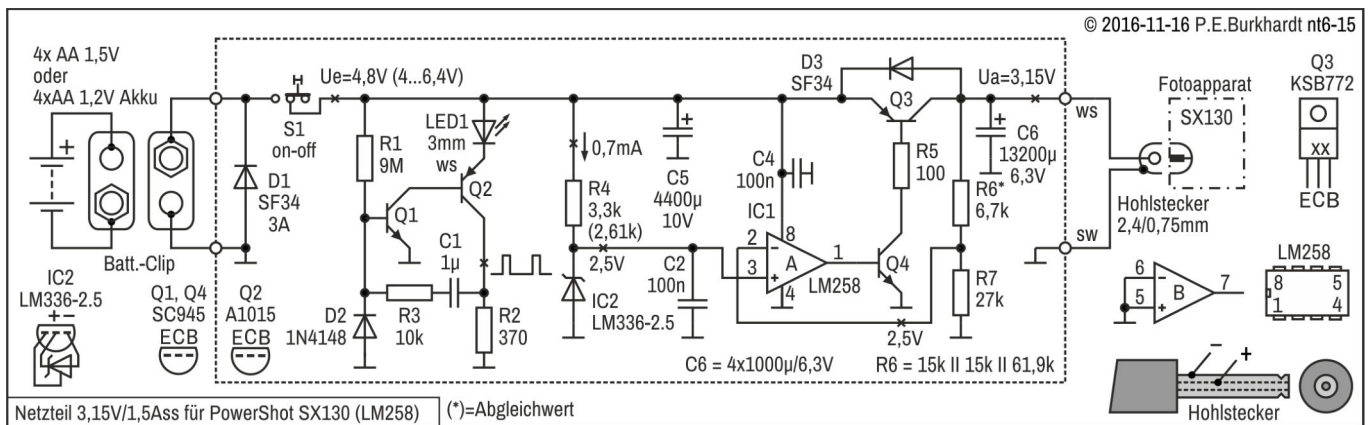 © 2016-11-16 P.E.Burkhardt nt6-15
4x AA 1,5V
oder
4xAA 1,2V Akku
+
Batt.-Clip
D1
SF34
3A
H
S1
on-off
Ue=4,8V (4...6,4V)
R1
9M
LED1
3mm
ws
Q2
Q1
C1
1µ
D2
1N4148
R3
10k
R2
370
0,7mA
R4
3,3k
(2,61k)
2,5V
IC2
LM336-2.5
+
C5
4400µ
10V
C2
100n
C4
100n
IC1
8
2
−
3
+
A
1
4
LM258
D3
SF34
Q3
R5
100
Q4
2,5V
Ua=3,15V
+
C6
13200µ
6,3V
R6*
6,7k
R7
27k
ws
sw
Fotoapparat
SX130
Hohlstecker
2,4/0,75mm
Q3
KSB772
XX
ECB
6
−
5
+
B
7
LM258
8 5
1 4
− +
Hohlstecker
IC2
LM336-2.5
+ −
Q1, Q4
SC945
ECB
Q2
A1015
ECB
C6 = 4x1000µ/6,3V
R6 = 15k II 15k II 61,9k
Netzteil 3,15V/1,5Ass für PowerShot SX130 (LM258)
(*)=Abgleichwert